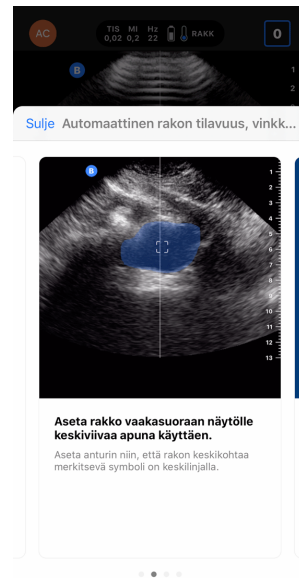 AC
TIS MI Hz
0,02 0,2 22 RAKK
0
B
1
2
Sulje Automaattinen rakon tilavuus, vinkk...
B
1
2
3
4
5
6
7
8
9
10
11
12
13
Aseta rakko vaakasuoraan näytölle
keskiviivaa apuna käyttäen.
Aseta anturin niin, että rakon keskikohtaa
merkitsevä symboli on keskilinjalla.